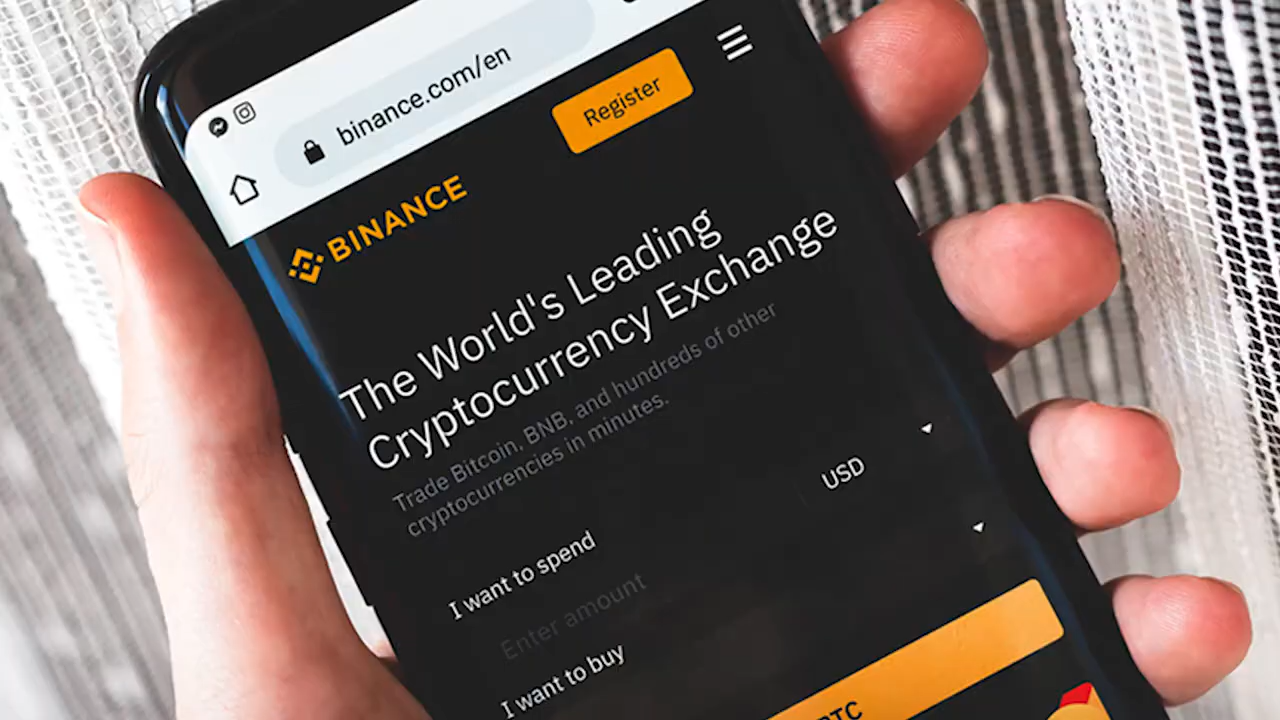 binance.com/en
Register
BINANCE
The World's Leading
Cryptocurrency Exchange
Trade Bitcoin, BNB, and hundreds of other
cryptocurrencies in minutes.
I want to spend
USD
Enter amount
I want to buy
BTC